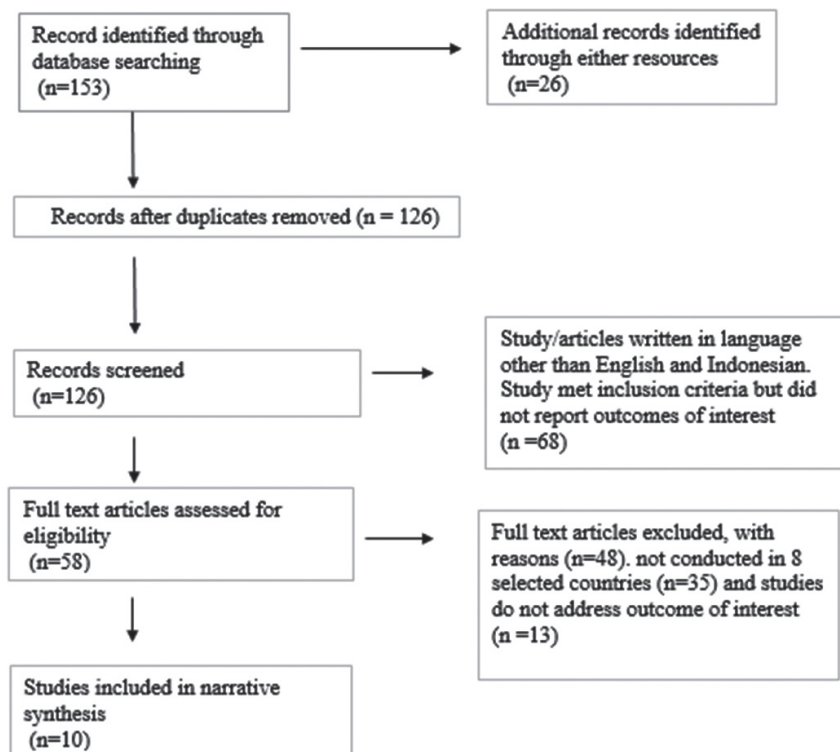 Record identified through
database searching
(n=153)
Additional records identified
through either resources
(n=26)
Records after duplicates removed (n = 126)
Records screened
(n=126)
Study/articles written in language
other than English and Indonesian.
Study met inclusion criteria but did
not report outcomes of interest
(n =68)
Full text articles assessed for
eligibility
(n=58)
Full text articles excluded, with
reasons (n=48). not conducted in 8
selected countries (n=35) and studies
do not address outcome of interest
(n =13)
Studies included in narrative
synthesis
(n=10)